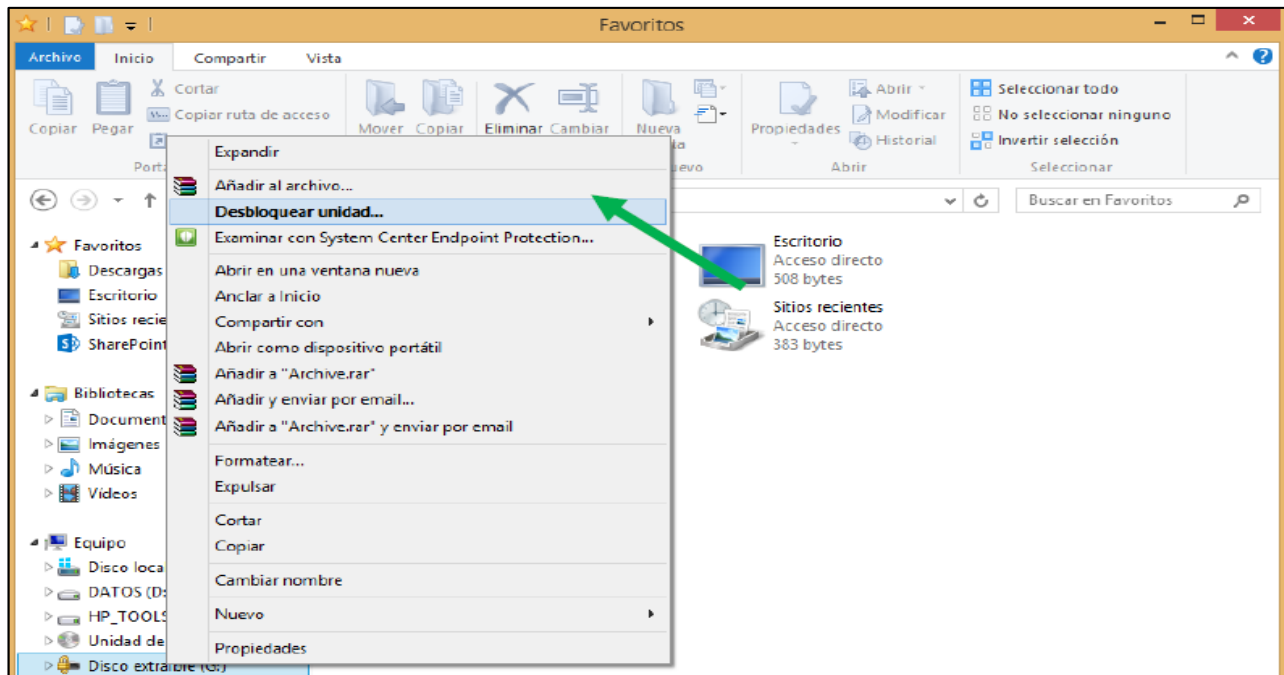 Favoritos
Archivo Inicio Compartir Vista
Cortar
Copiar ruta de acceso
Copiar Pegar
Mover Copiar Eliminar Cambiar
Nueva
Propiedades
Abrir
Modificar
Historial
Seleccionar todo
No seleccionar ninguno
Invertir selección
Abrir
Seleccionar
Buscar en Favoritos
Favoritos
Descargas
Escritorio
Sitios
SharePoint
Bibliotecas
Imágenes
Música
Vídeos
Equipo
Disco
DATOS (D:
HP_TOOLS
Unidad de
Disco extraíble (G:)
Expandir
Añadir al archivo...
Desbloquear unidad...
Examinar con System Center Endpoint Protection...
Abrir en una ventana nueva
Anclar a Inicio
Compartir con
Abrir como dispositivo portátil
Añadir a "Archive.rar"
Añadir y enviar por email...
Añadir a "Archive.rar" y enviar por email
Formatear...
Expulsar
Cortar
Copiar
Cambiar nombre
Nuevo
Propiedades
Escritorio
Acceso directo
508 bytes
Sitios recientes
Acceso directo
383 bytes